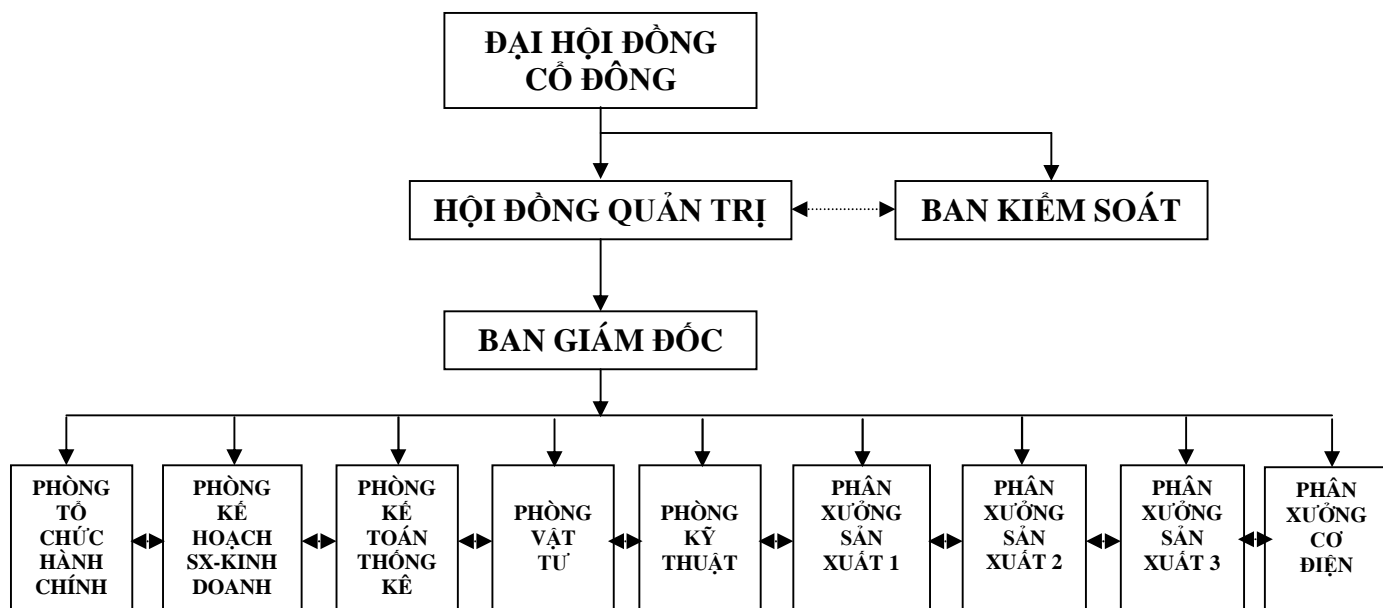 ĐẠI HỘI ĐỒNG
CỔ ĐÔNG
HỘI ĐỒNG QUẢN TRỊ
BAN KIỂM SOÁT
BAN GIÁM ĐỐC
PHÒNG
TỔ
CHỨC
HÀNH
CHÍNH
PHÒNG
KẾ
HOẠCH
SX-KINH
DOANH
PHÒNG
KẾ
TOÁN
THỐNG
KÊ
PHÒNG
VẬT
TƯ
PHÒNG
KỸ
THUẬT
PHÂN
XƯỞNG
SẢN
XUẤT 1
PHÂN
XƯỞNG
SẢN
XUẤT 2
PHÂN
XƯỞNG
SẢN
XUẤT 3
PHÂN
XƯỞNG
CƠ
ĐIỆN